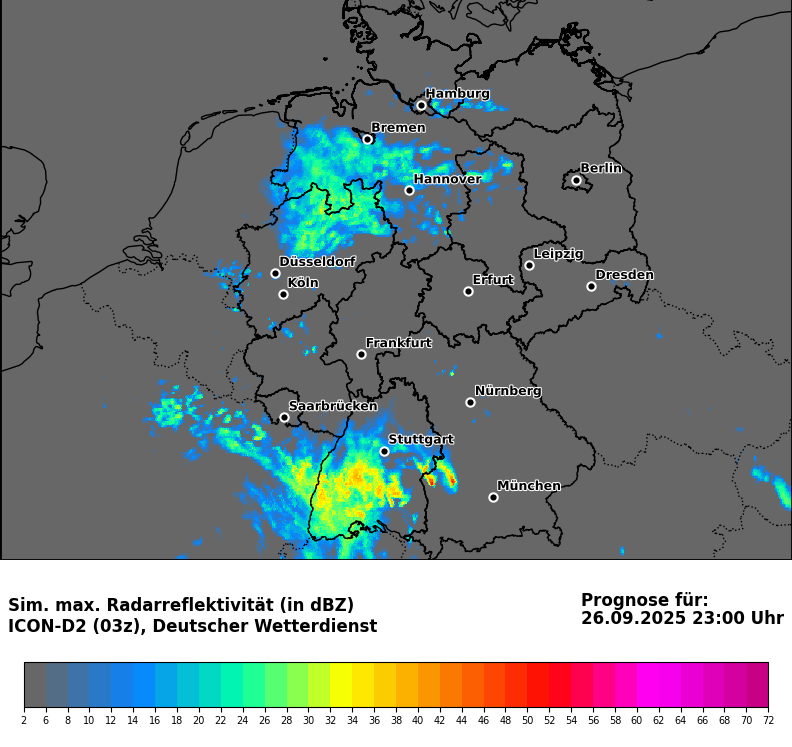 Hamburg
Bremen
Berlin
Hannover
Leipzig
Düsseldorf
Dresden
Köln
Erfurt
Frankfurt
Nürnberg
Saarbrücken
Stuttgart
München
Sim. max. Radarreflektivität (in dBZ)
ICON-D2 (03z), Deutscher Wetterdienst
Prognose für:
26.09.2025 23:00 Uhr
2 6 8 10 12 14 16 18 20 22 24 26 28 30 32 34 36 38 40 42 44 46 48 50 52 54 56 58 60 62 64 66 68 70 72